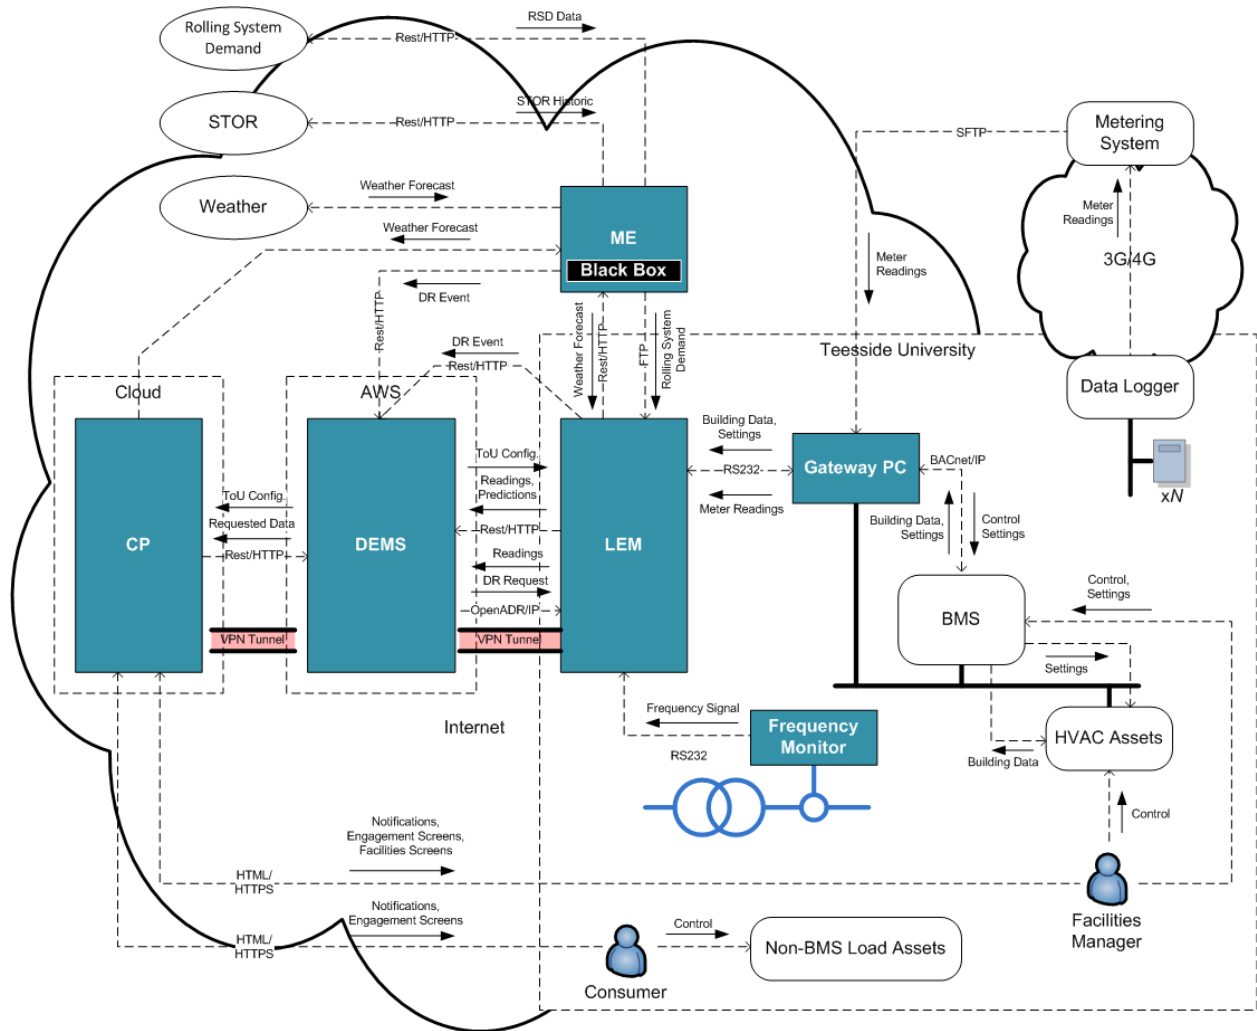 Rolling System
Demand
RSD Data
Rest/HTTP
STOR
STOR Historic
Rest/HTTP
Metering
System
SFTP
Weather
Weather Forecast
Weather Forecast
ME
Black Box
Meter
Readings
3G/4G
Meter
Readings
DR Event
Rest/HTTP
Weather Forecast
Rest/HTTP
FTP
Rolling System
Demand
DR Event
Rest/HTTP
Teesside University
Cloud
AWS
Data Logger
Building Data,
Settings
RS232
Meter Readings
Gateway PC
BACnet/IP
xN
ToU Config.
Readings,
Predictions
Rest/HTTP
Readings
DR Request
OpenADR/IP
VPN Tunnel
ToU Config.
Requested Data
Rest/HTTP
VPN Tunnel
CP
DEMS
LEM
Building Data,
Settings
Control
Settings
BMS
Control,
Settings
Settings
Internet
Frequency Signal
RS232
Frequency
Monitor
HVAC Assets
Building Data
Control
Notifications,
Engagement Screens,
Facilities Screens
HTML/
HTTPS
Facilities
Manager
Notifications,
Engagement Screens
HTML/
HTTPS
Control
Non-BMS Load Assets
Consumer